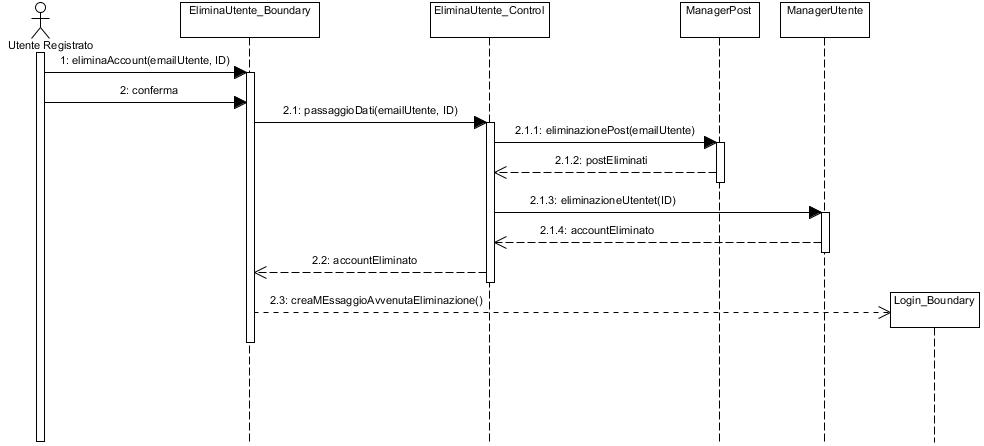 EliminaUtente_Boundary
EliminaUtente_Control
ManagerPost
ManagerUtente
Utente Registrato
1: eliminaAccount(emailUtente, ID)
2: conferma
2.1: passaggioDati(emailUtente, ID)
2.1.1: eliminazionePost(emailUtente)
2.1.2: postEliminati
2.1.3: eliminazioneUtentet(ID)
2.1.4: accountEliminato
2.2: accountEliminato
2.3: creaMEssaggioAvvenutaEliminazione()
Login_Boundary